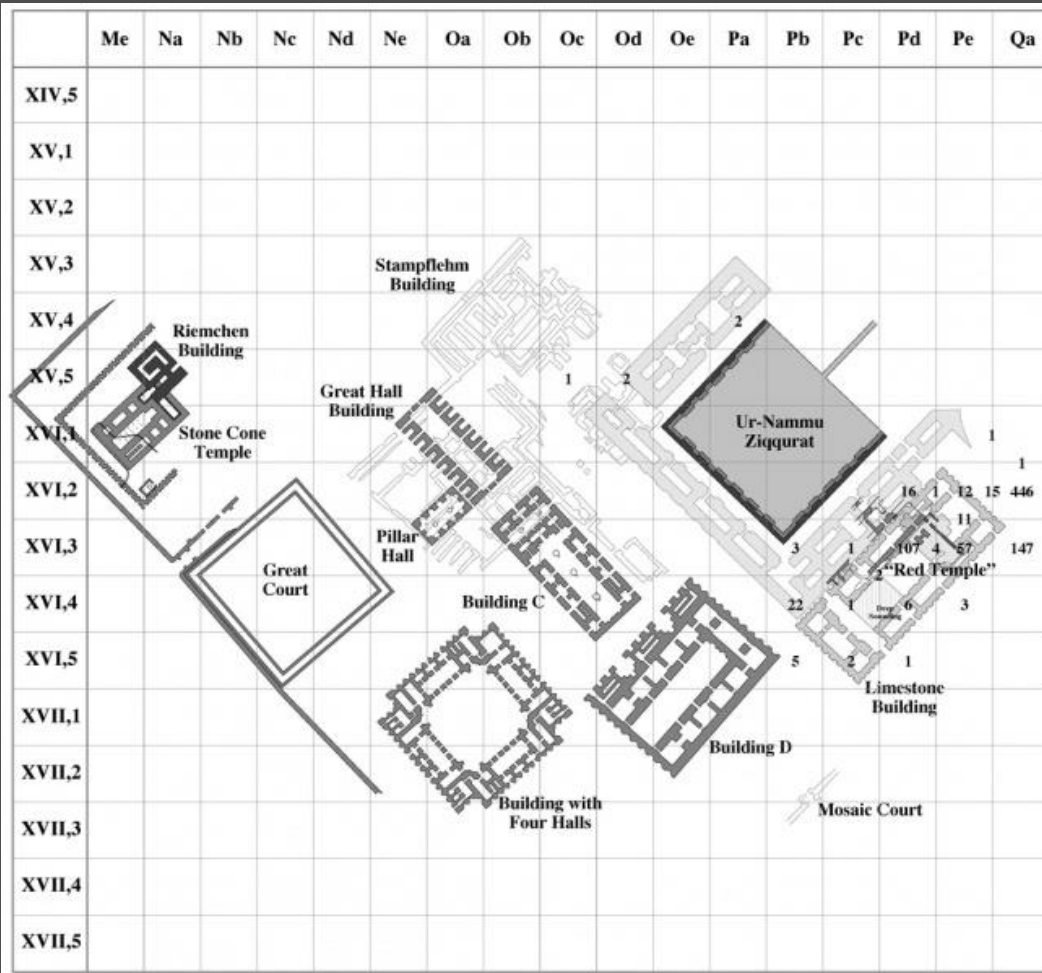 Me Na Nb Nc Nd Ne Oa Ob Oc Od Oe Pa Pb Pc Pd Pe Qa
XIV,5
XV,1
XV,2
XV,3
Stampflehm
Building
XV,4
2
Riemchen
Building
XV,5
1 2
Great Hall
Building
XVI,1
Stone Cone
Temple
Ur-Nammu
Ziqqurat
1
1
XVI,2
16 1 12 15 446
11
Pillar
Hall
XVI,3
3 1 107 4 57 147
Great
Court
2
“Red Temple”
XVI,4
Building C
22 1 6 3
Deep
Sounding
XVI,5
5 2 1
Limestone
Building
XVII,1
Building D
XVII,2
Building with
Four Halls
Mosaic Court
XVII,3
XVII,4
XVII,5